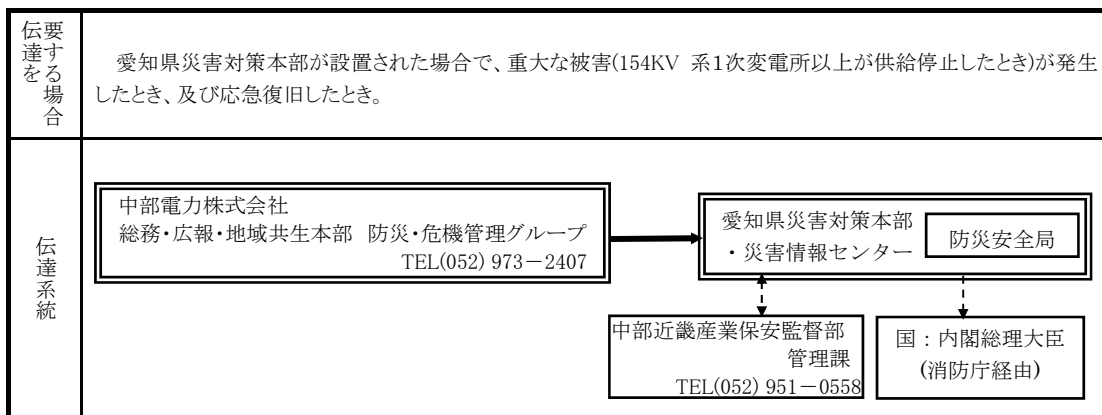 伝達を
要する場合
愛知県災害対策本部が設置された場合で、重大な被害(154KV 系1次変電所以上が供給停止したとき)が発生
したとき、及び応急復旧したとき。
伝達系統
中部電力株式会社
総務・広報・地域共生本部 防災・危機管理グループ
TEL(052) 973－2407
愛知県災害対策本部
・災害情報センター
防災安全局
中部近畿産業保安監督部
管理課
TEL(052) 951－0558
国：内閣総理大臣
(消防庁経由)